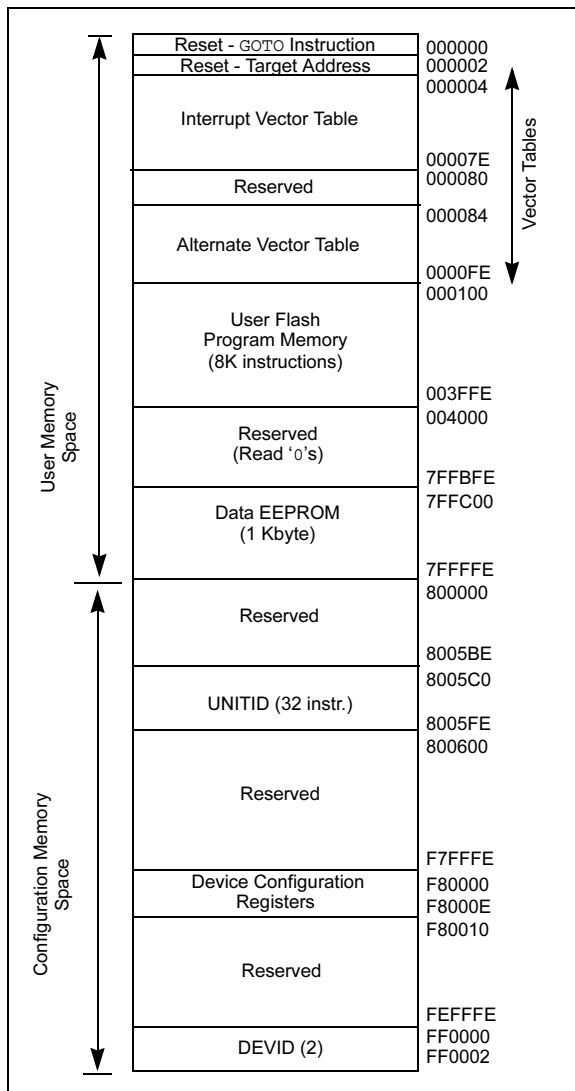 Reset - GOTO Instruction
000000
Reset - Target Address
000002
000004
Interrupt Vector Table
00007E
000080
Reserved
000084
Alternate Vector Table
0000FE
000100
Vector Tables
User Flash
Program Memory
(8K instructions)
003FFE
004000
Reserved
(Read ‘0’s)
7FFBFE
7FFC00
Data EEPROM
(1 Kbyte)
7FFFFE
User Memory
Space
800000
Reserved
8005BE
8005C0
UNITID (32 instr.)
8005FE
800600
Reserved
F7FFFE
Device Configuration
Registers
F80000
F8000E
F80010
Reserved
FEFFFE
FF0000
DEVID (2)
FF0002
Configuration Memory
Space